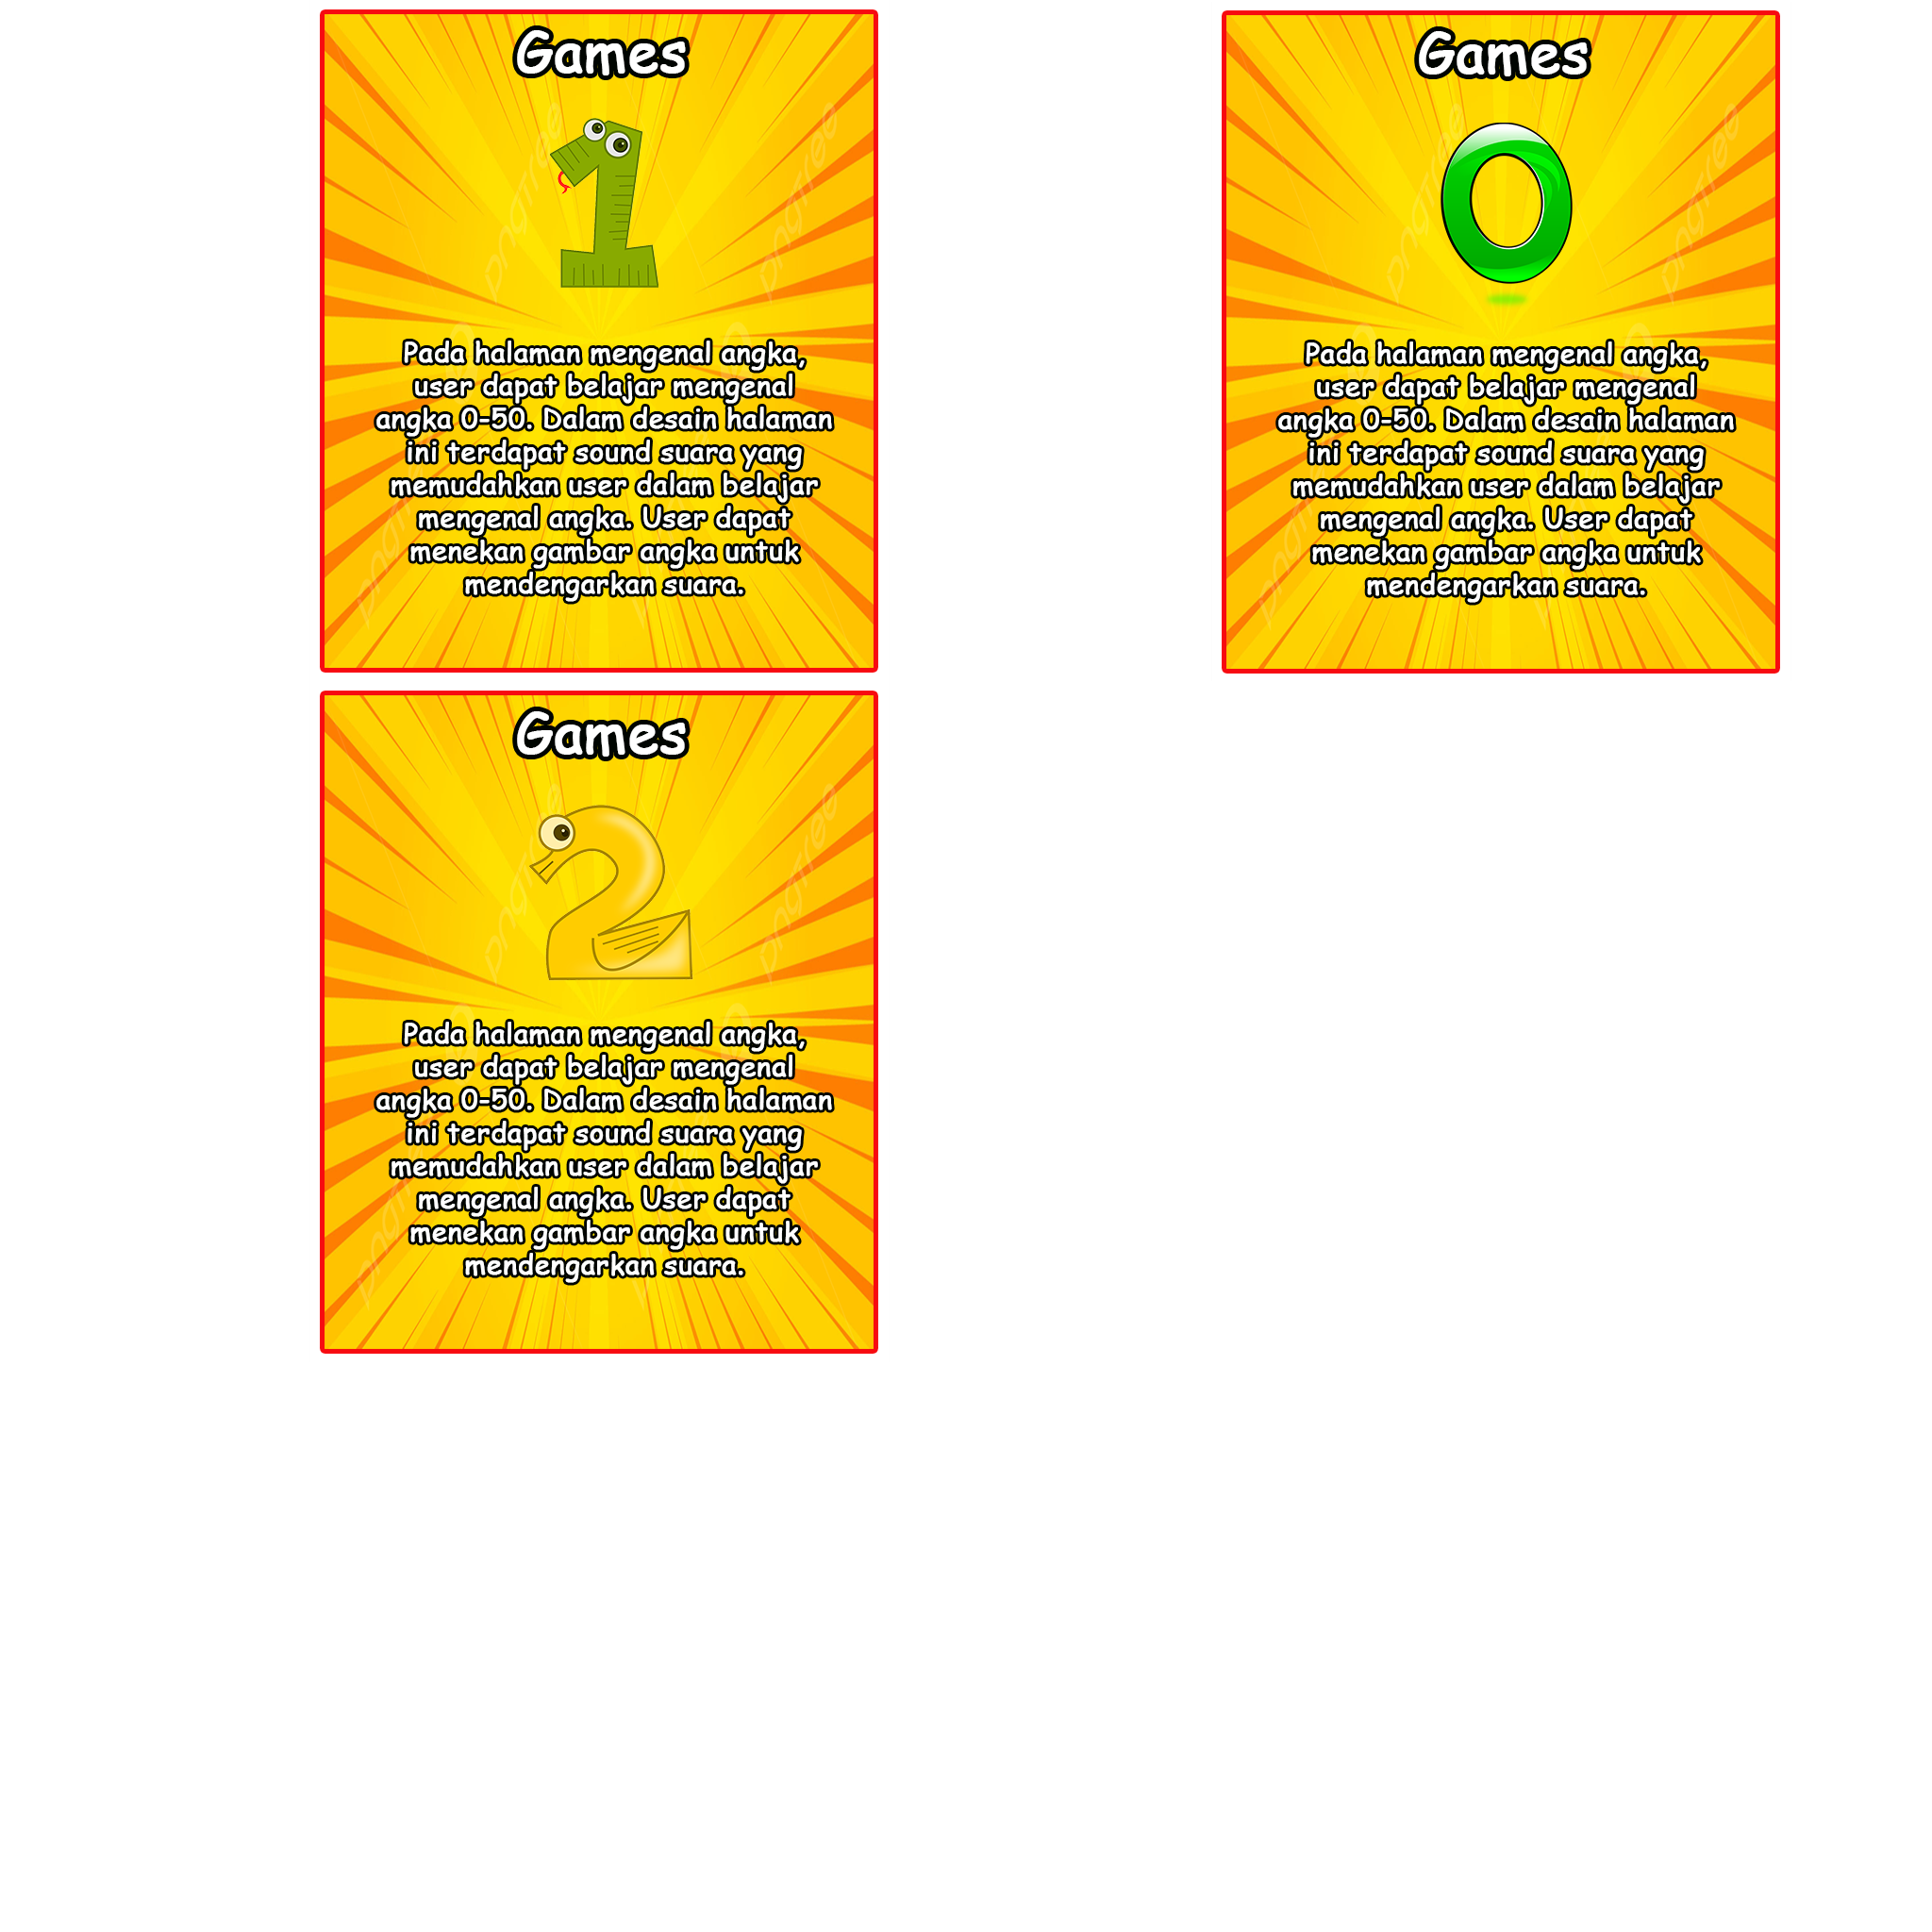 Games
1
Pada halaman mengenal angka,
user dapat belajar mengenal
angka 0-50. Dalam desain halaman
ini terdapat sound suara yang
memudahkan user dalam belajar
mengenal angka. User dapat
menekan gambar angka untuk
mendengarkan suara.
Games
0
Pada halaman mengenal angka,
user dapat belajar mengenal
angka 0-50. Dalam desain halaman
ini terdapat sound suara yang
memudahkan user dalam belajar
mengenal angka. User dapat
menekan gambar angka untuk
mendengarkan suara.
Games
2
Pada halaman mengenal angka,
user dapat belajar mengenal
angka 0-50. Dalam desain halaman
ini terdapat sound suara yang
memudahkan user dalam belajar
mengenal angka. User dapat
menekan gambar angka untuk
mendengarkan suara.